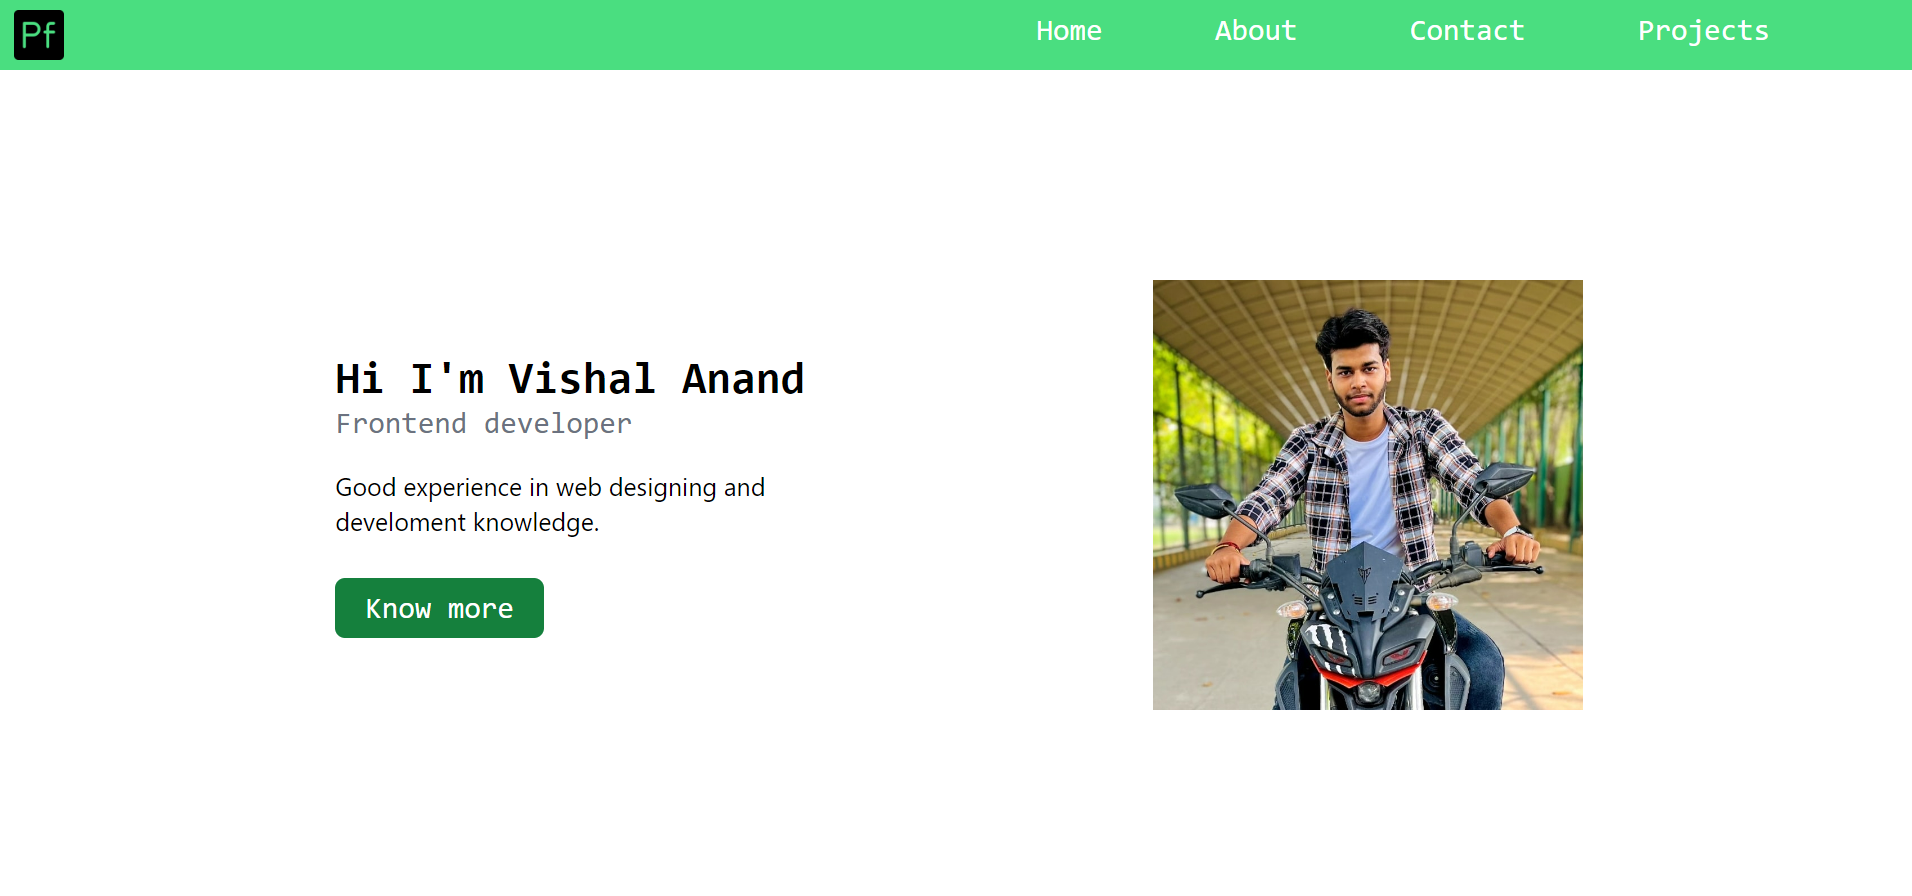 Pf
Home About Contact Projects
Hi I'm Vishal Anand
Frontend developer
Good experience in web designing and
develoment knowledge.
Know more